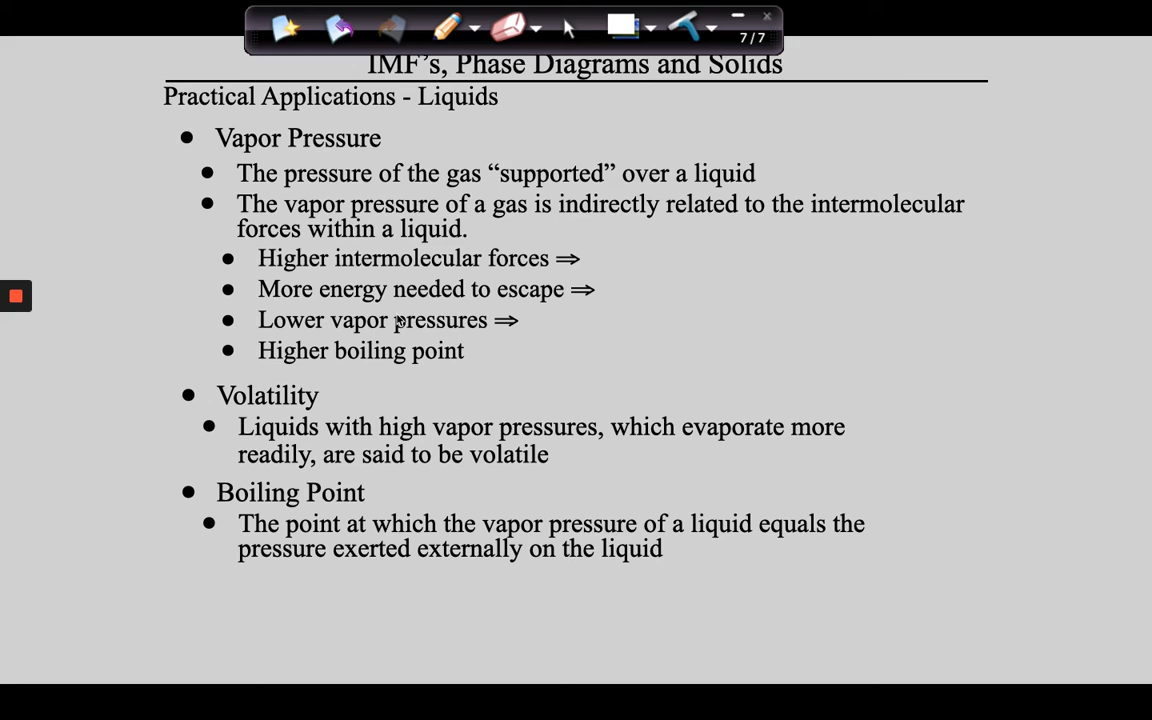 7/7
IMF's, Phase Diagrams and Solids
Practical Applications - Liquids
● Vapor Pressure
● The pressure of the gas “supported” over a liquid
● The vapor pressure of a gas is indirectly related to the intermolecular
forces within a liquid.
● Higher intermolecular forces ⇒
● More energy needed to escape ⇒
● Lower vapor pressures ⇒
● Higher boiling point
● Volatility
● Liquids with high vapor pressures, which evaporate more
readily, are said to be volatile
● Boiling Point
● The point at which the vapor pressure of a liquid equals the
pressure exerted externally on the liquid